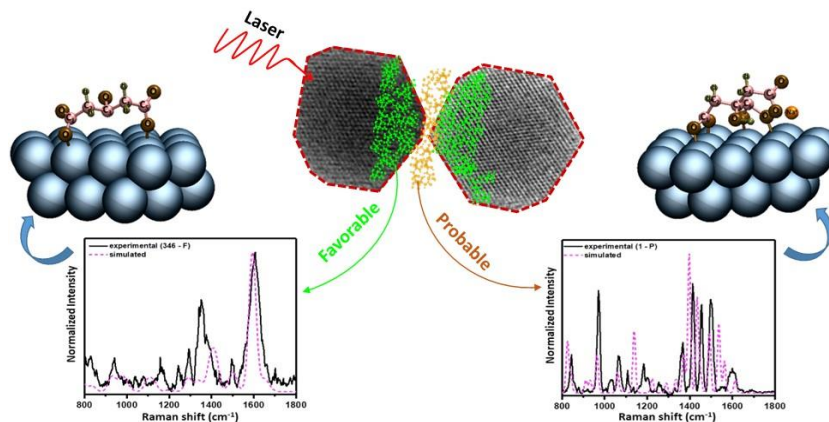 Laser
Favorable
Probable
experimental (346 - F)
simulated
Normalized Intensity
800 1000 1200 1400 1600 1800
Raman shift (cm⁻¹)
experimental (1 - P)
simulated
Normalized Intensity
800 1000 1200 1400 1600 1800
Raman shift (cm⁻¹)